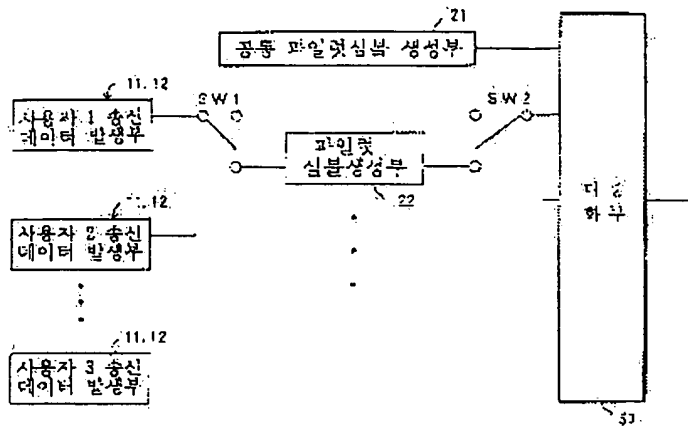 21
공통 파일럿심볼 생성부
11,12
SW1
SW2
사용자 1 송신
데이터 발생부
파일럿
심볼생성부
22
다중
화부
11,12
사용자 2 송신
데이터 발생부
11,12
사용자 3 송신
데이터 발생부